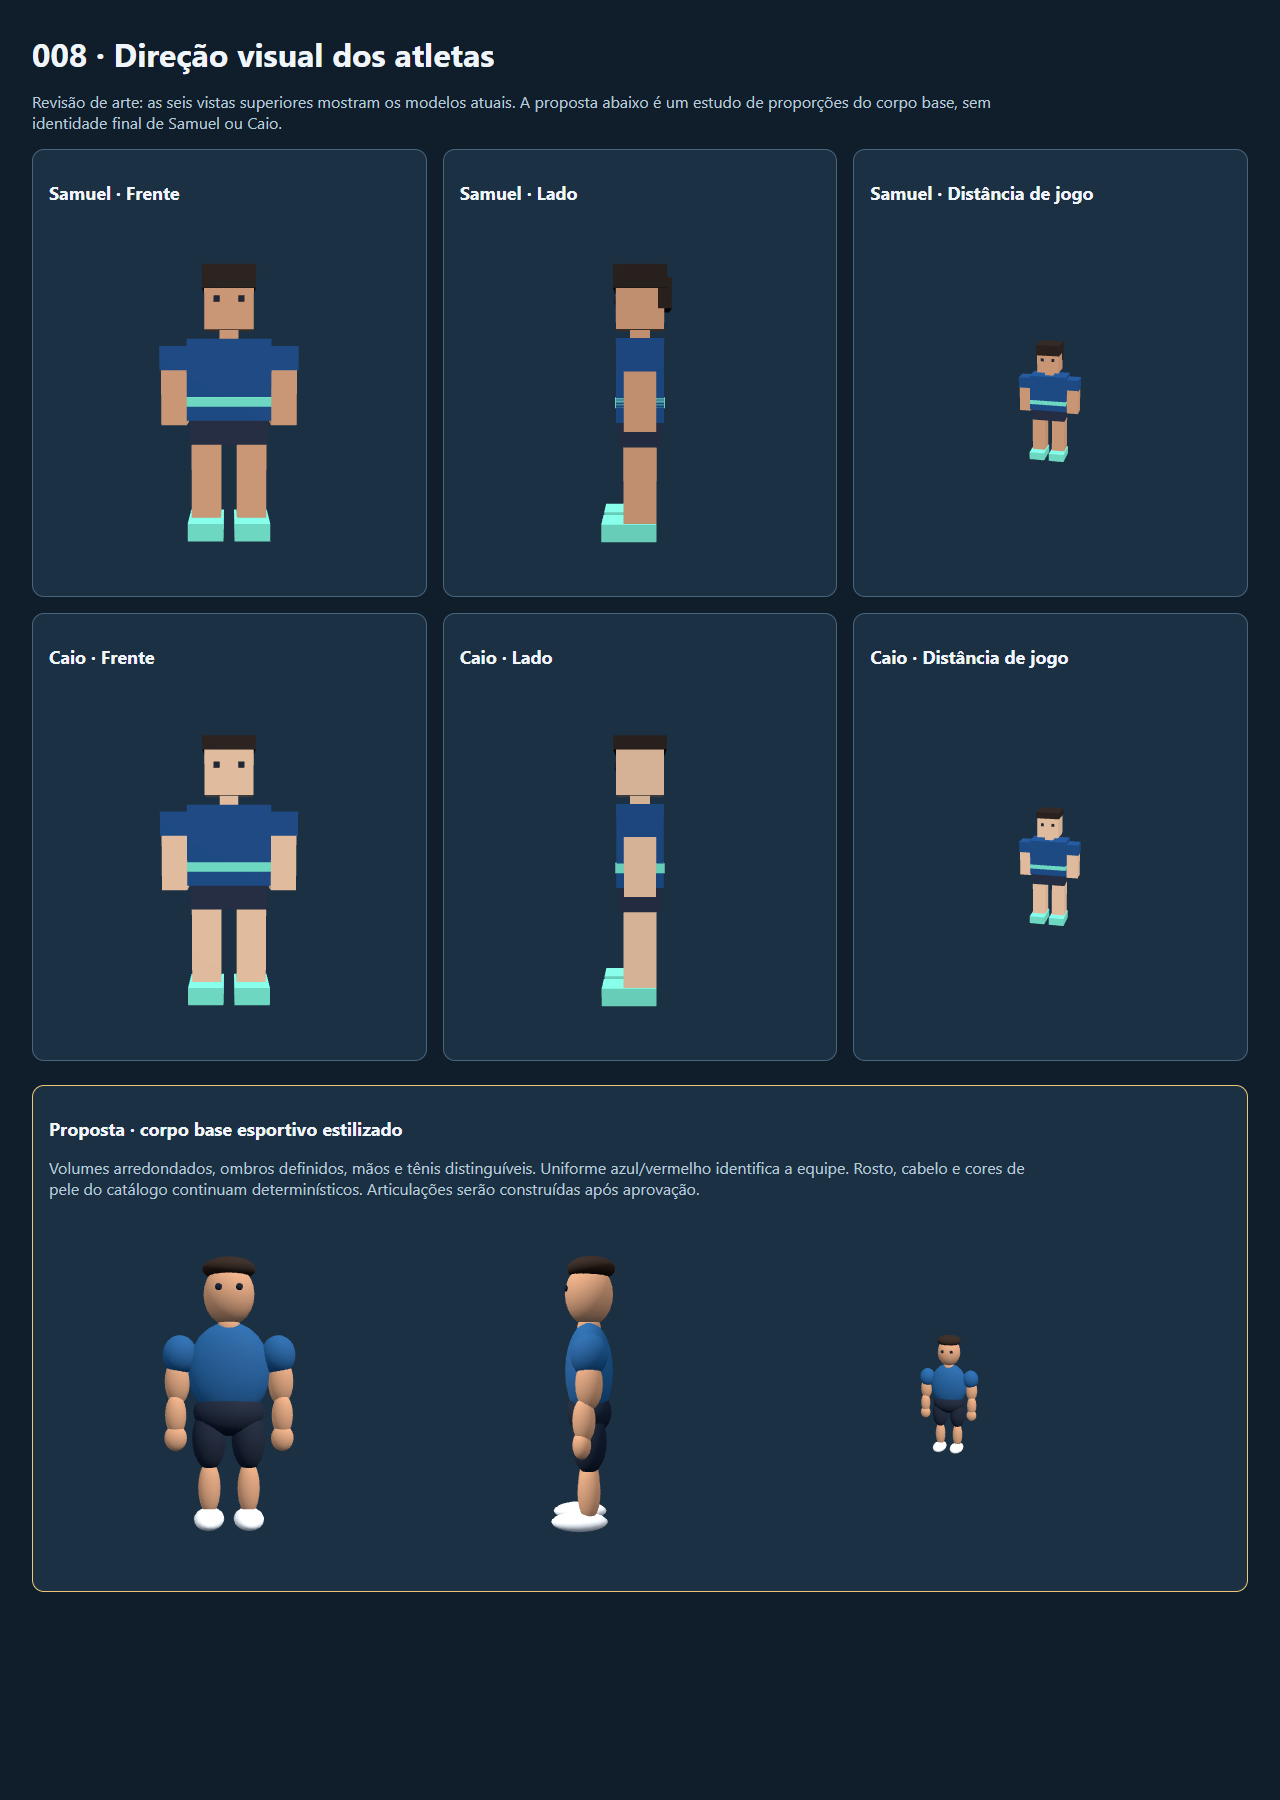 008 · Direção visual dos atletas
Revisão de arte: as seis vistas superiores mostram os modelos atuais. A proposta abaixo é um estudo de proporções do corpo base, sem
identidade final de Samuel ou Caio.
Samuel · Frente
Samuel · Lado
Samuel · Distância de jogo
Caio · Frente
Caio · Lado
Caio · Distância de jogo
Proposta · corpo base esportivo estilizado
Volumes arredondados, ombros definidos, mãos e tênis distinguíveis. Uniforme azul/vermelho identifica a equipe. Rosto, cabelo e cores de
pele do catálogo continuam determinísticos. Articulações serão construídas após aprovação.